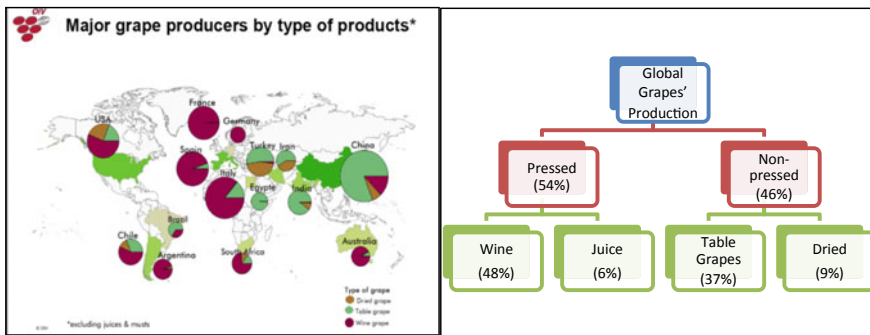 OIV
Major grape producers by type of products*
USA
France
Germany
Spain
Italy
Turkey
Iran
China
Egypte
India
Brazil
Chile
Argentina
South Africa
Australia
Type of grape
Dried grape
Table grape
Wine grape
*excluding juices & musts
Global
Grapes'
Production
Pressed
(54%)
Non-
pressed
(46%)
Wine
(48%)
Juice
(6%)
Table
Grapes
(37%)
Dried
(9%)